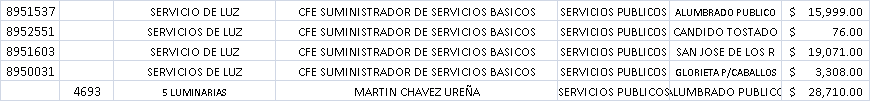 8951537 SERVICIO DE LUZ CFE SUMINISTRADOR DE SERVICIOS BASICOS SERVICIOS PUBLICOS ALUMBRADO PUBLICO $ 15,999.00
8952551 SERVICIOS DE LUZ CFE SUMINISTRADOR DE SERVICIOS BASICOS SERVICIOS PUBLICOS CANDIDO TOSTADO $ 76.00
8951603 SERVICIO DE LUZ CFE SUMINISTRADOR DE SERVICIOS BASICOS SERVICIOS PUBLICOS SAN JOSE DE LOS R $ 19,071.00
8950031 SERVICIOS DE LUZ CFE SUMINISTRADOR DE SERVICIOS BASICOS SERVICIOS PUBLICOS GLORIETA P/CABALLOS $ 3,308.00
4693 5 LUMINARIAS MARTIN CHAVEZ UREÑA SERVICIOS PUBLICOS ALUMBRADO PUBLICO $ 28,710.00